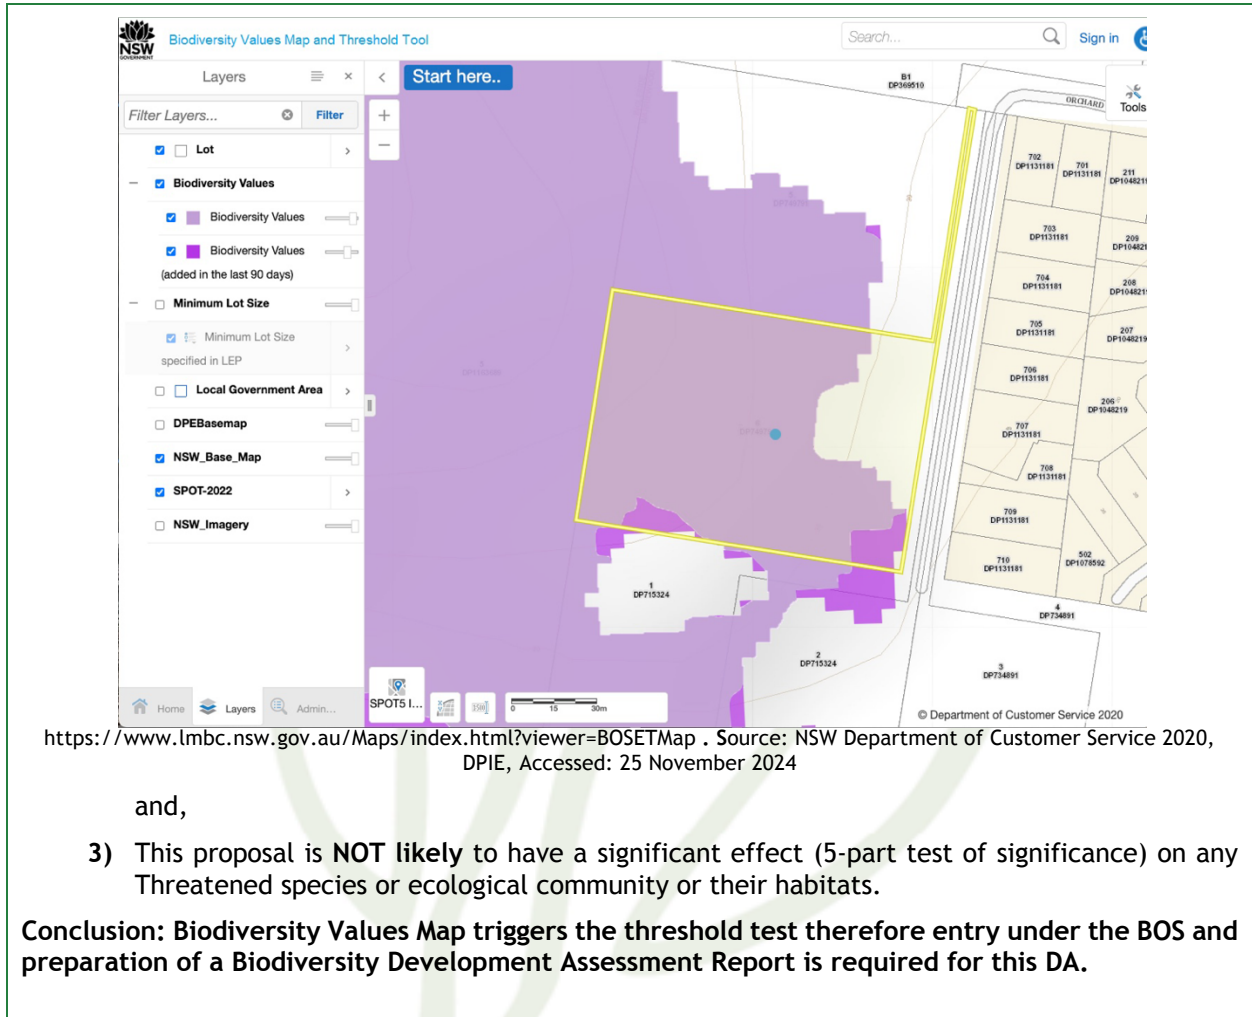 NSW
GOVERNMENT
Biodiversity Values Map and Threshold Tool
Search...
Sign in
Layers
Start here..
Filter Layers...
Filter
Lot
Biodiversity Values
Biodiversity Values
Biodiversity Values
(added in the last 90 days)
Minimum Lot Size
Minimum Lot Size
specified in LEP
Local Government Area
DPEBasemap
NSW_Base_Map
SPOT-2022
NSW_Imagery
Home
Layers
Admin...
Tools
B1
DP369510
ORCHARD
702
DP1131181
701
DP1131181
211
DP1048219
703
DP1131181
209
DP104821
704
DP1131181
208
DP104821
705
DP1131181
207
DP1048219
706
DP1131181
206
DP1048219
707
DP1131181
708
DP1131181
709
DP1131181
710
DP1131181
502
DP1078592
1
DP715324
4
DP734891
2
DP715324
3
DP734891
SPOT5 I...
0 15 30m
© Department of Customer Service 2020
https://www.lmbc.nsw.gov.au/Maps/index.html?viewer=BOSETMap . Source: NSW Department of Customer Service 2020,
DPIE, Accessed: 25 November 2024
and,
3) This proposal is NOT likely to have a significant effect (5-part test of significance) on any
Threatened species or ecological community or their habitats.
Conclusion: Biodiversity Values Map triggers the threshold test therefore entry under the BOS and
preparation of a Biodiversity Development Assessment Report is required for this DA.